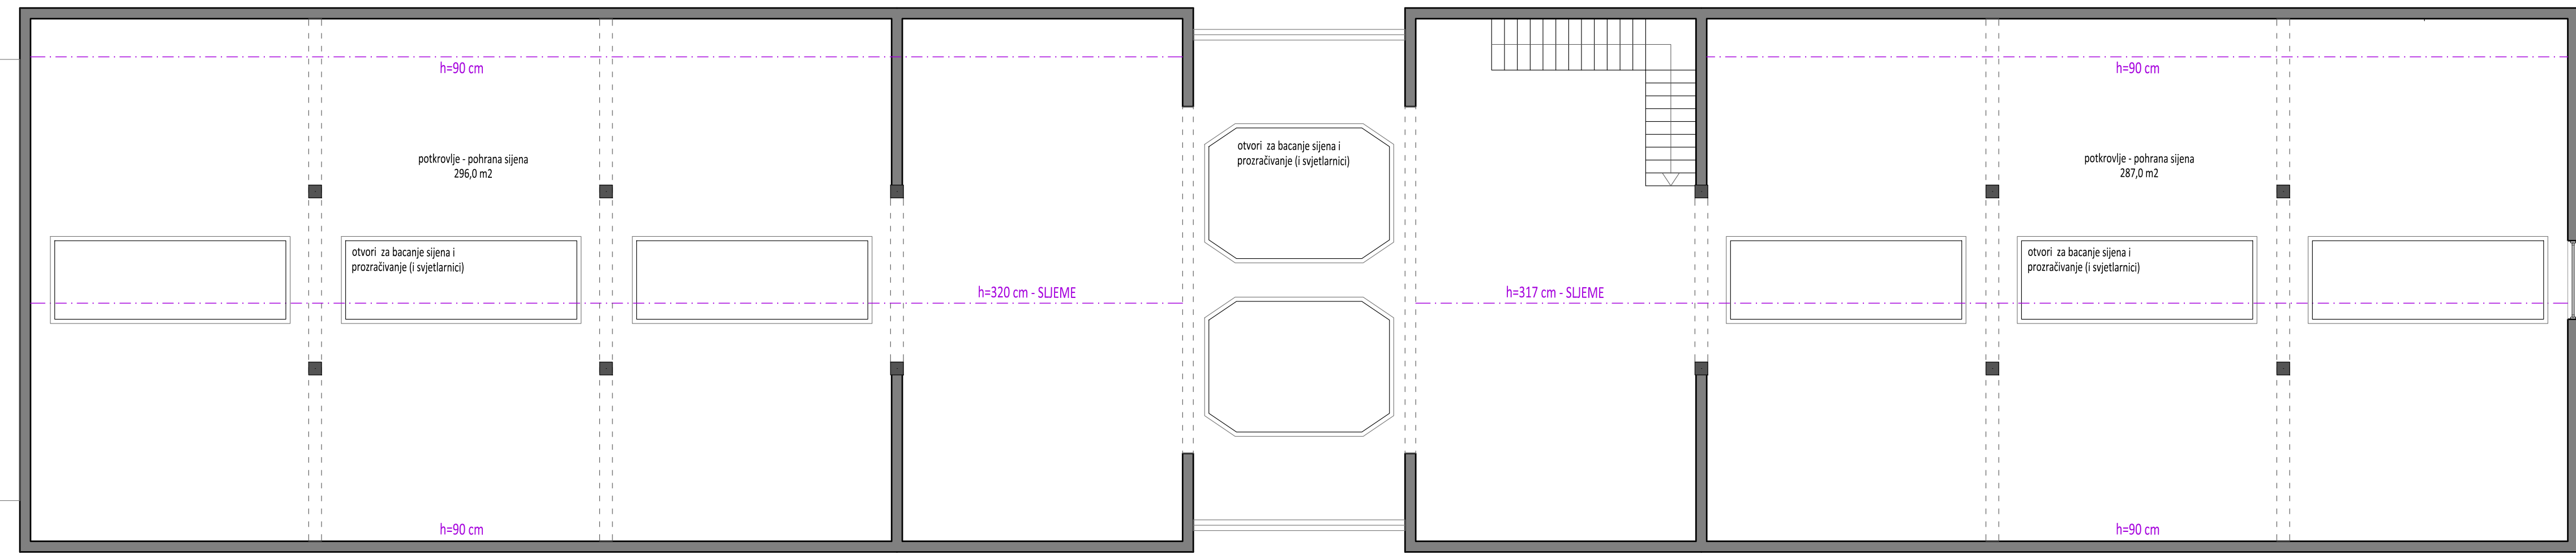 h=90 cm
h=90 cm
potkrovlje - pohrana sijena
296,0 m2
otvori za bacanje sijena i
prozračivanje (i svjetlarnici)
potkrovlje - pohrana sijena
287,0 m2
otvori za bacanje sijena i
prozračivanje (i svjetlarnici)
otvori za bacanje sijena i
prozračivanje (i svjetlarnici)
h=320 cm - SLJEME
h=317 cm - SLJEME
h=90 cm
h=90 cm